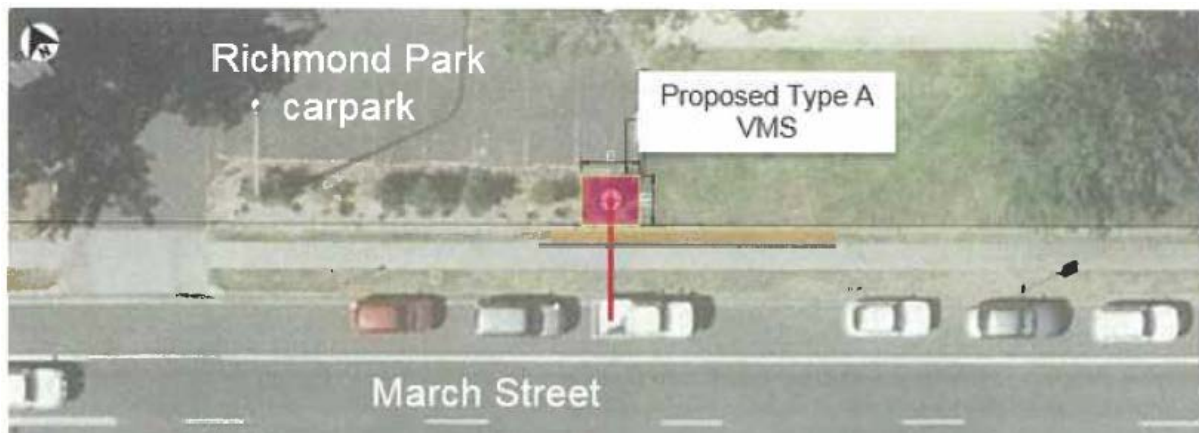 N
Richmond Park
carpark
Proposed Type A
VMS
March Street